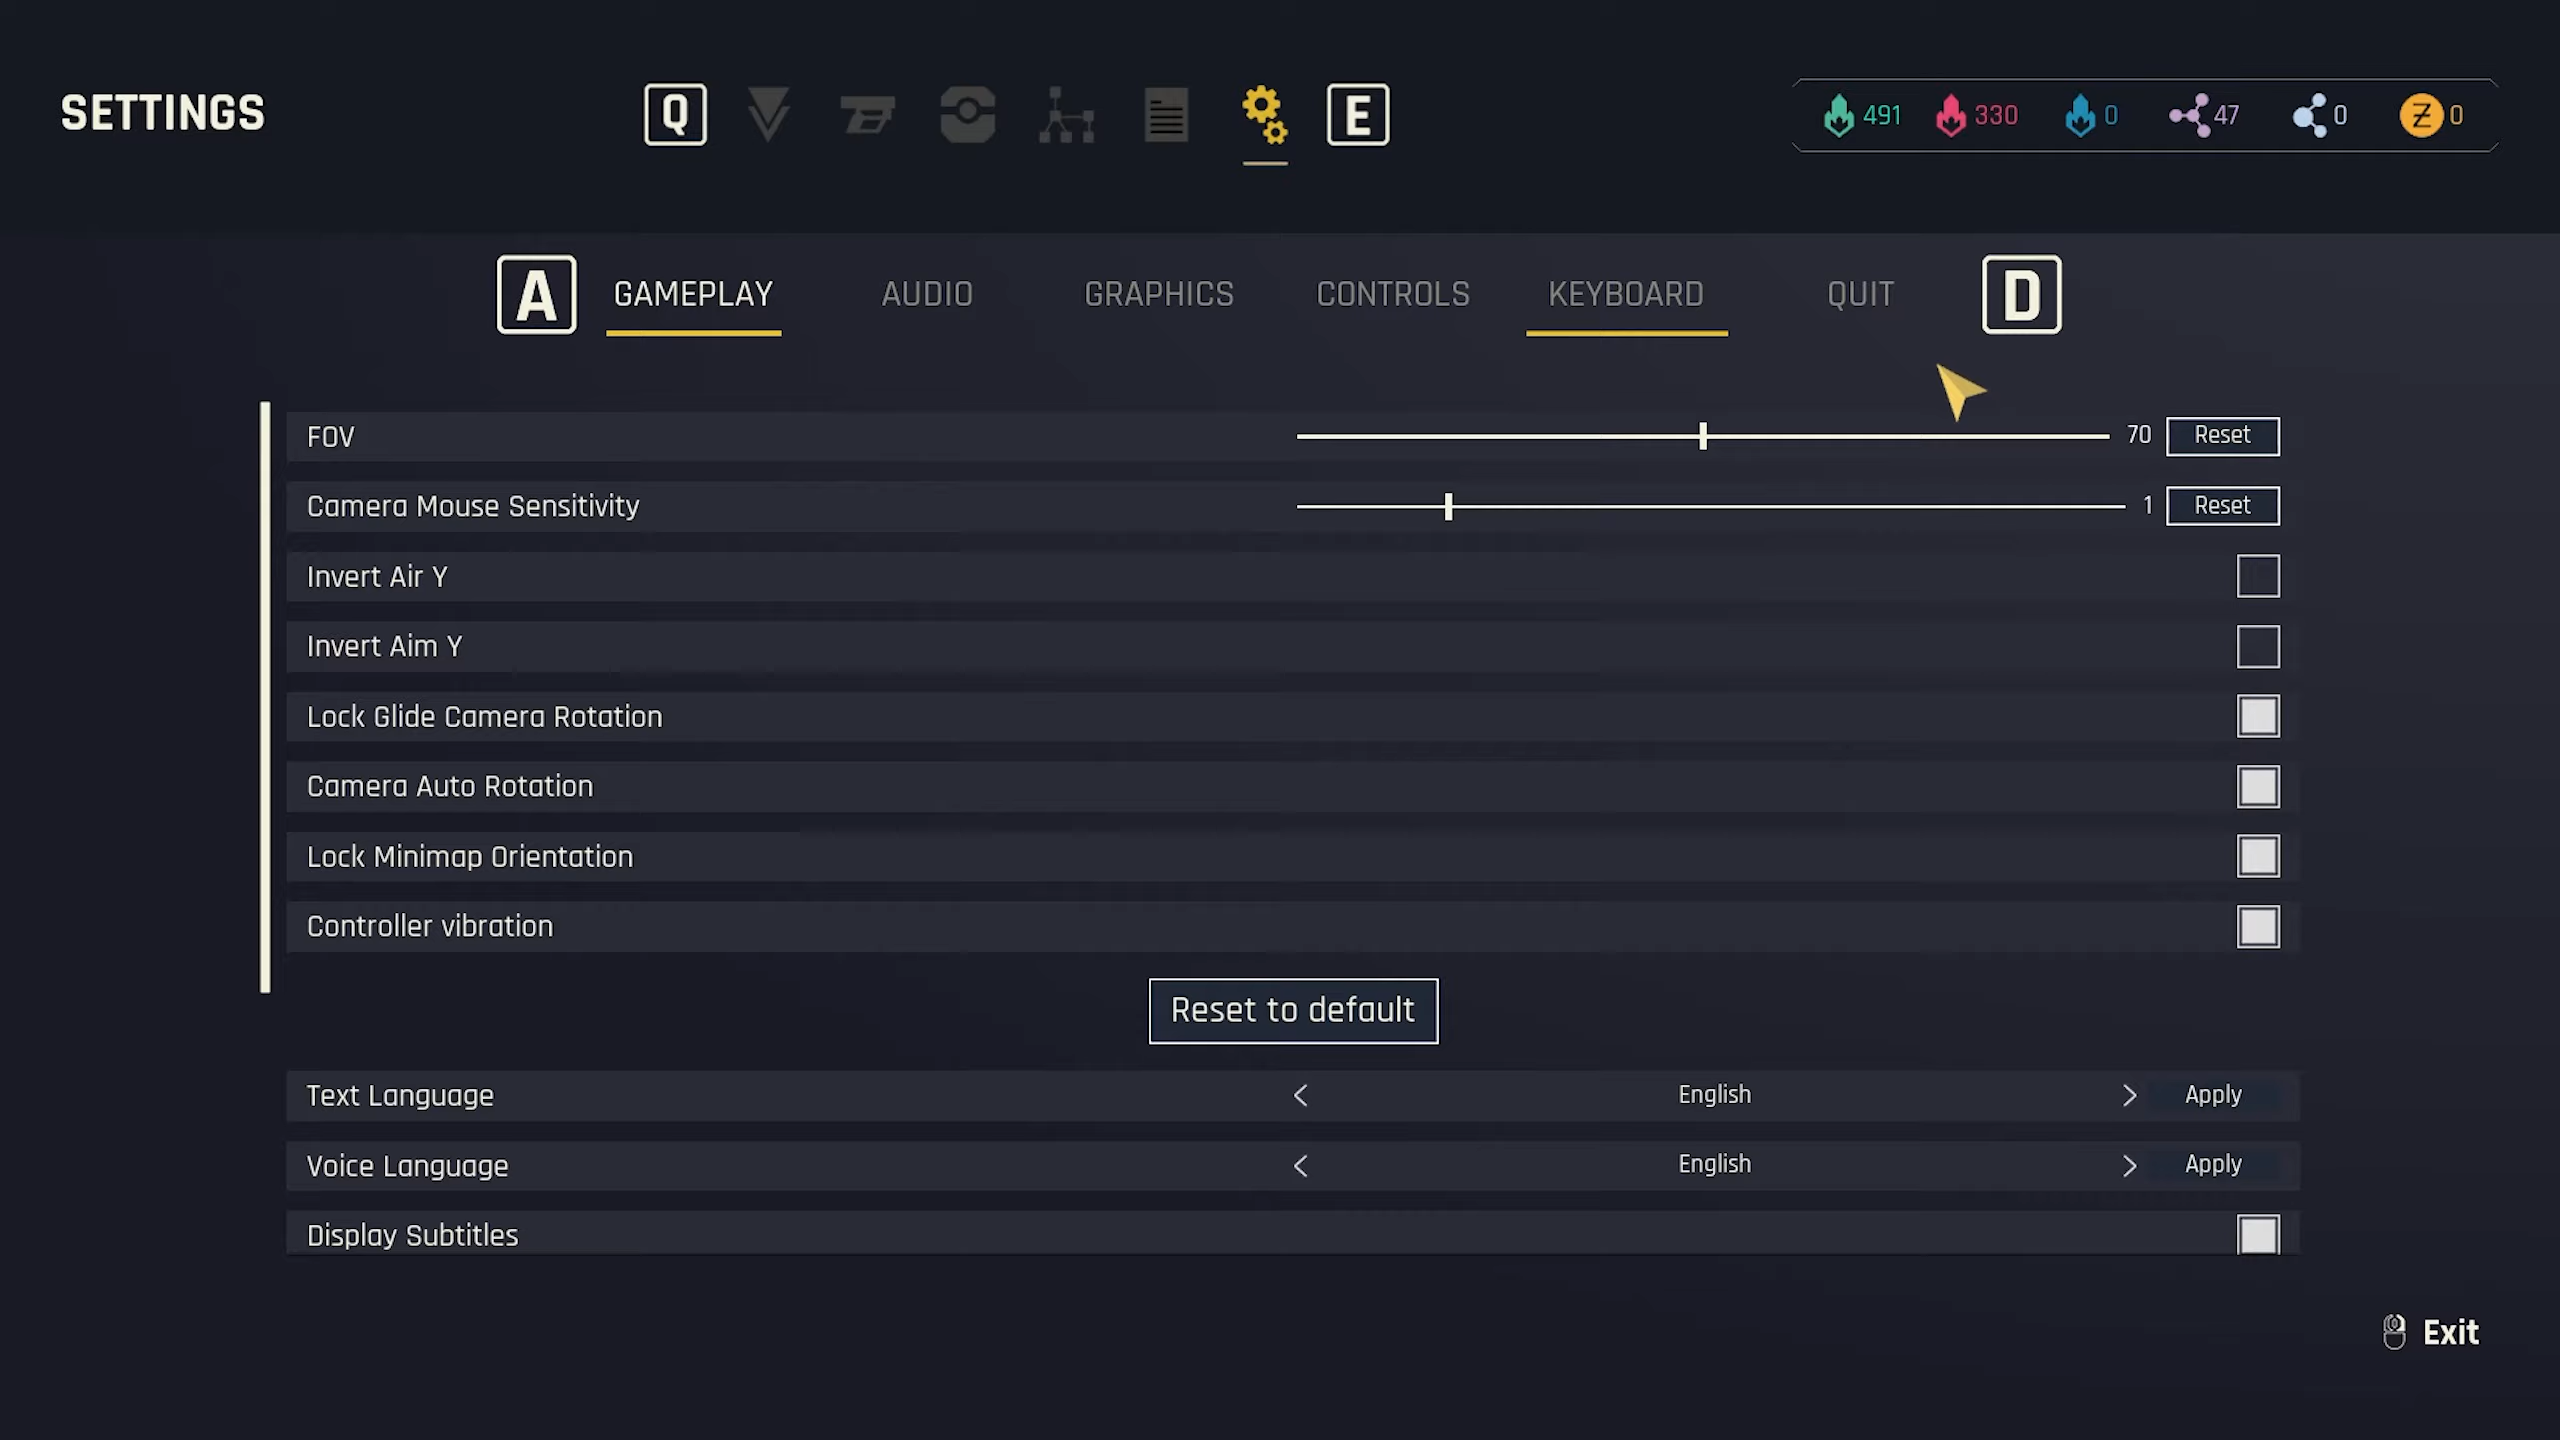 SETTINGS
Q
E
491
330
0
47
0
0
A
GAMEPLAY
AUDIO
GRAPHICS
CONTROLS
KEYBOARD
QUIT
D
FOV
70
Reset
Camera Mouse Sensitivity
1
Reset
Invert Air Y
Invert Aim Y
Lock Glide Camera Rotation
Camera Auto Rotation
Lock Minimap Orientation
Controller vibration
Reset to default
Text Language
English
Apply
Voice Language
English
Apply
Display Subtitles
Exit